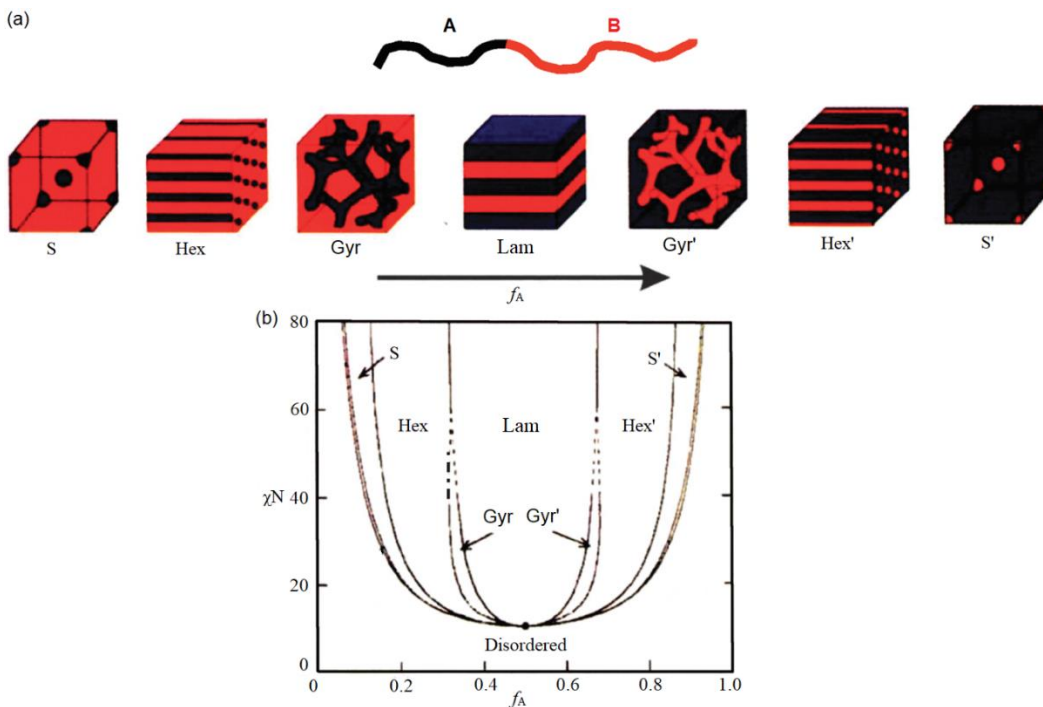 (a)
A B
S Hex Gyr Lam Gyr' Hex' S'
fA
(b)
80
S S'
60
Hex Lam Hex'
χN 40
Gyr Gyr'
20
Disordered
0
0 0.2 0.4 0.6 0.8 1.0
fA